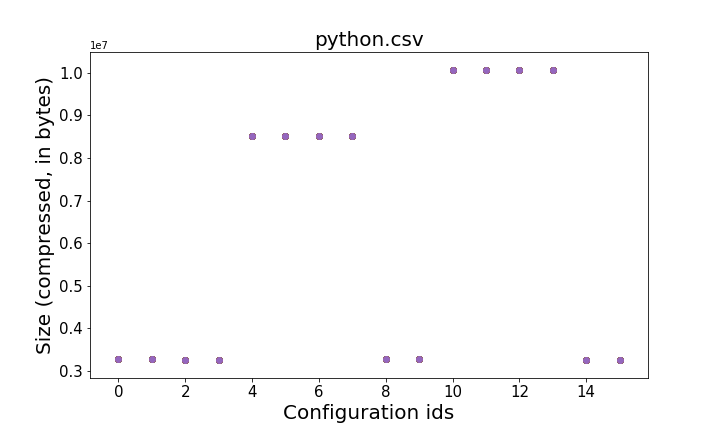 python.csv
1e7
1.0
0.9
0.8
0.7
0.6
0.5
0.4
0.3
Size (compressed, in bytes)
0 2 4 6 8 10 12 14
Configuration ids